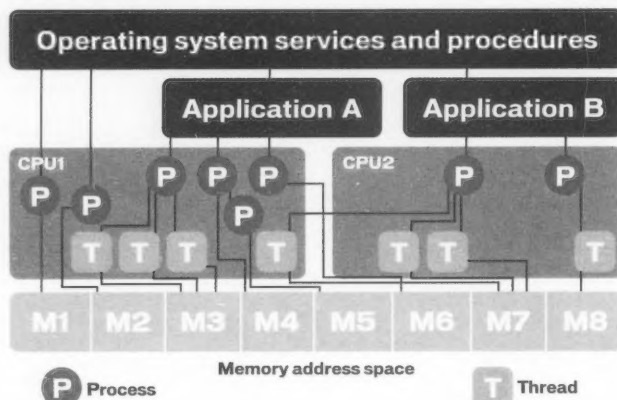 Operating system services and procedures
Application A
Application B
CPU1
CPU2
P
P
P
P
P
P
P
P
T
T
T
T
T
T
T
M1
M2
M3
M4
M5
M6
M7
M8
Memory address space
P Process
T Thread